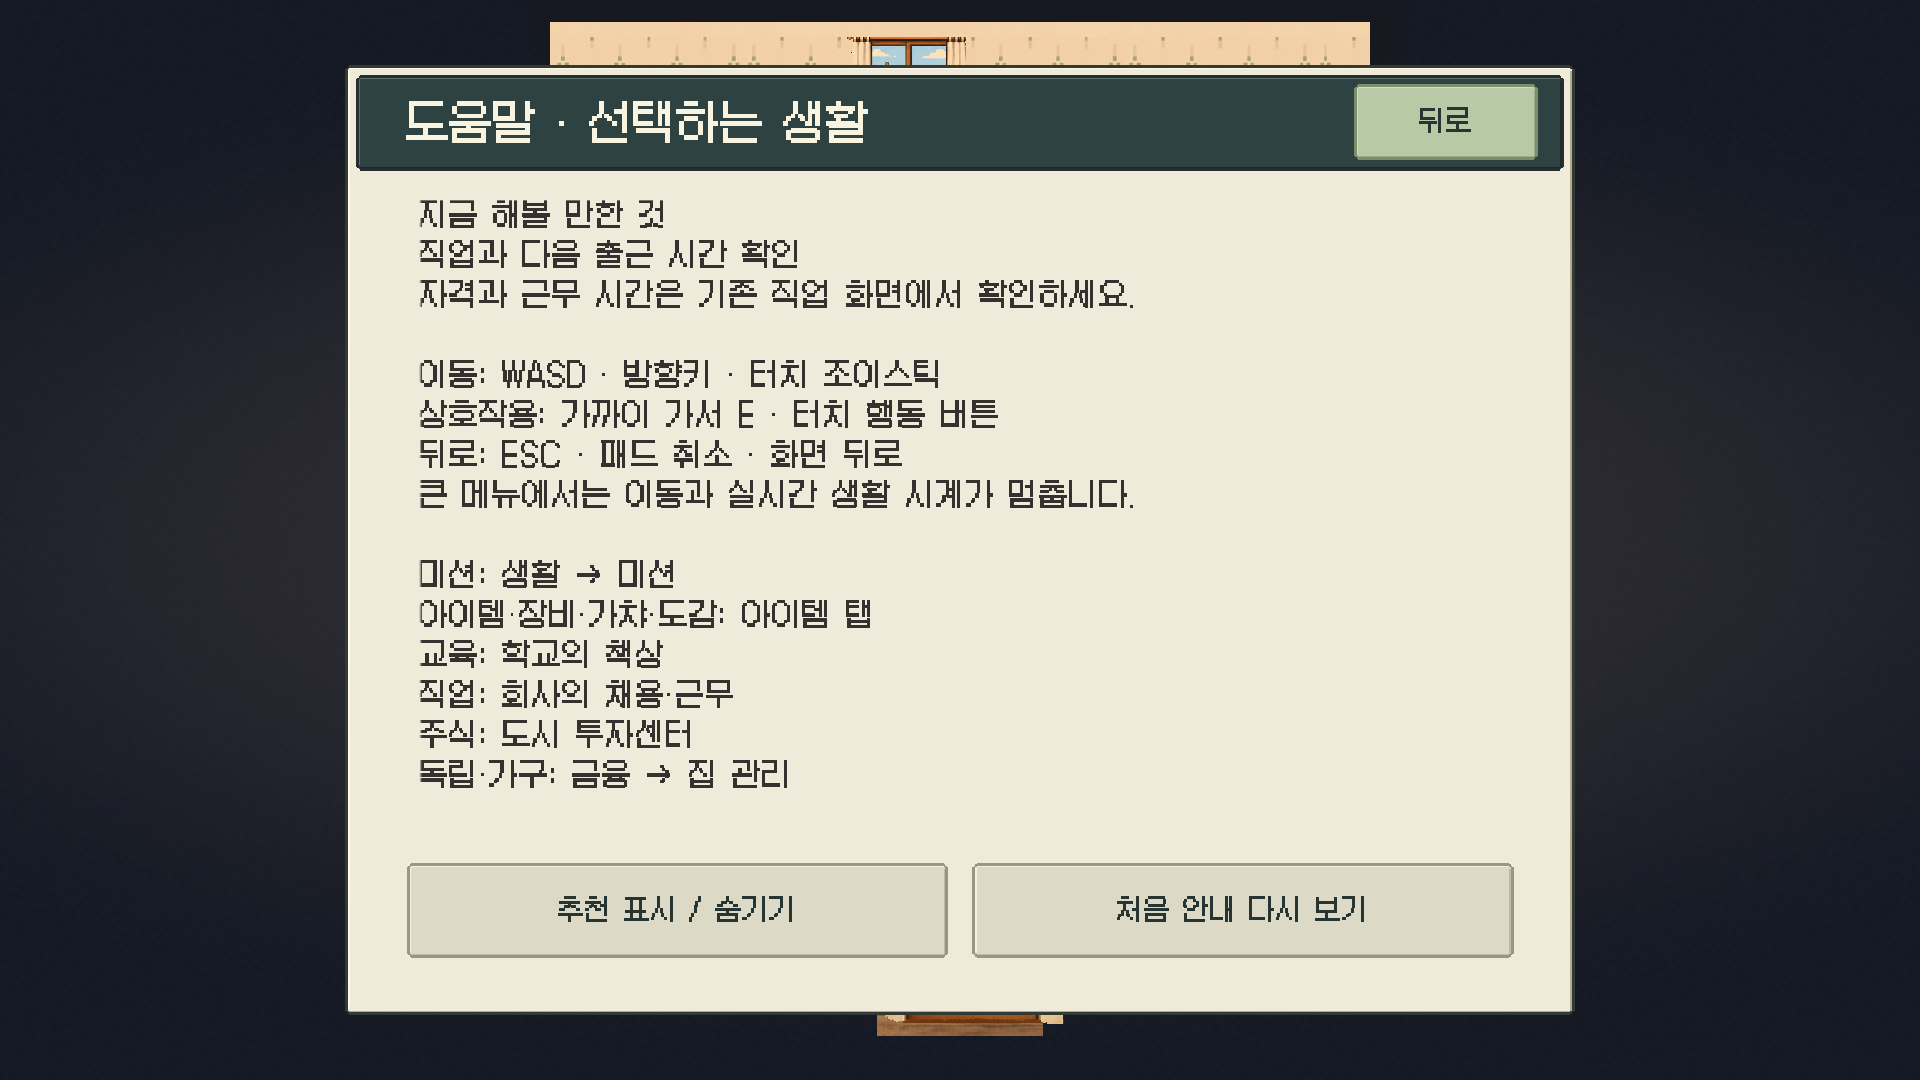 도움말 · 선택하는 생활
뒤로
지금 해볼 만한 것
직업과 다음 출근 시간 확인
자격과 근무 시간은 기존 직업 화면에서 확인하세요.
이동: WASD · 방향키 · 터치 조이스틱
상호작용: 가까이 가서 E · 터치 행동 버튼
뒤로: ESC · 패드 취소 · 화면 뒤로
큰 메뉴에서는 이동과 실시간 생활 시계가 멈춥니다.
미션: 생활 → 미션
아이템·장비·가챠·도감: 아이템 탭
교육: 학교의 책상
직업: 회사의 채용·근무
주식: 도시 투자센터
독립·가구: 금융 → 집 관리
추천 표시 / 숨기기
처음 안내 다시 보기